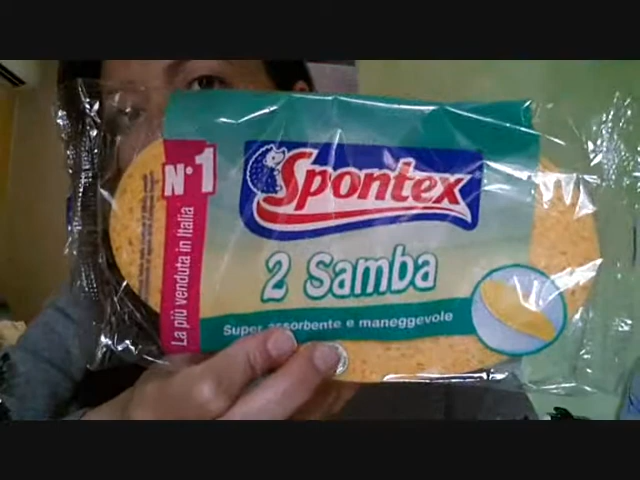 N°1
La più venduta in Italia
Spontex
2 Samba
Super assorbente e maneggevole